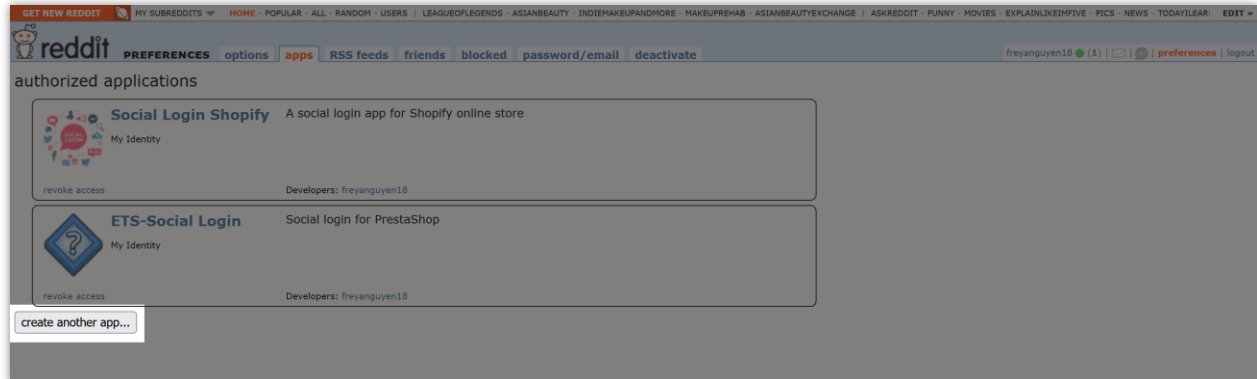 GET NEW REDDIT MY SUBREDDITS HOME - POPULAR - ALL - RANDOM - USERS | LEAGUEOFLEGENDS - ASIANBEAUTY - INDIEMAKEUPANDMORE - MAKEUPREHAB - ASIANBEAUTYEXCHANGE | ASKREDDIT - FUNNY - MOVIES - EXPLAINLIKEIMFIVE - PICS - NEWS - TODAYILEAR EDIT »
reddit PREFERENCES options apps RSS feeds friends blocked password/email deactivate freyanguyen18 (1) | | | preferences | logout
authorized applications
Social Login Shopify A social login app for Shopify online store
SOCIAL LOGIN
My Identity
revoke access Developers: freyanguyen18
ETS-Social Login Social login for PrestaShop
My Identity
revoke access Developers: freyanguyen18
create another app...